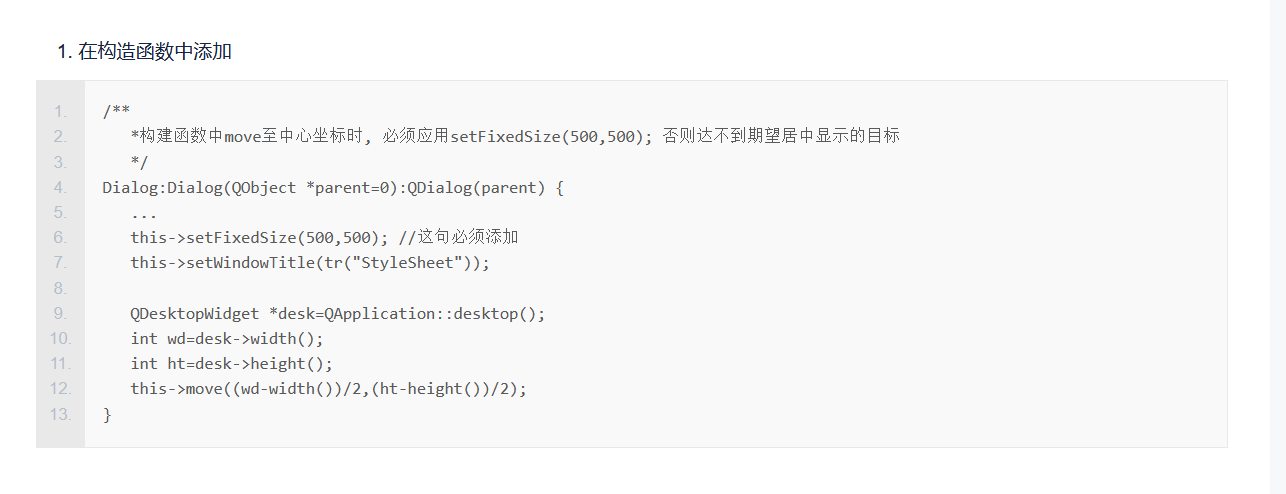 1. 在构造函数中添加
1. /**
2. *构建函数中move至中心坐标时, 必须应用setFixedSize(500,500); 否则达不到期望居中显示的目标
3. */
4. Dialog:Dialog(QObject *parent=0):QDialog(parent) {
5. ...
6. this->setFixedSize(500,500); //这句必须添加
7. this->setWindowTitle(tr("StyleSheet"));
8.
9. QDesktopWidget *desk=QApplication::desktop();
10. int wd=desk->width();
11. int ht=desk->height();
12. this->move((wd-width())/2,(ht-height())/2);
13. }